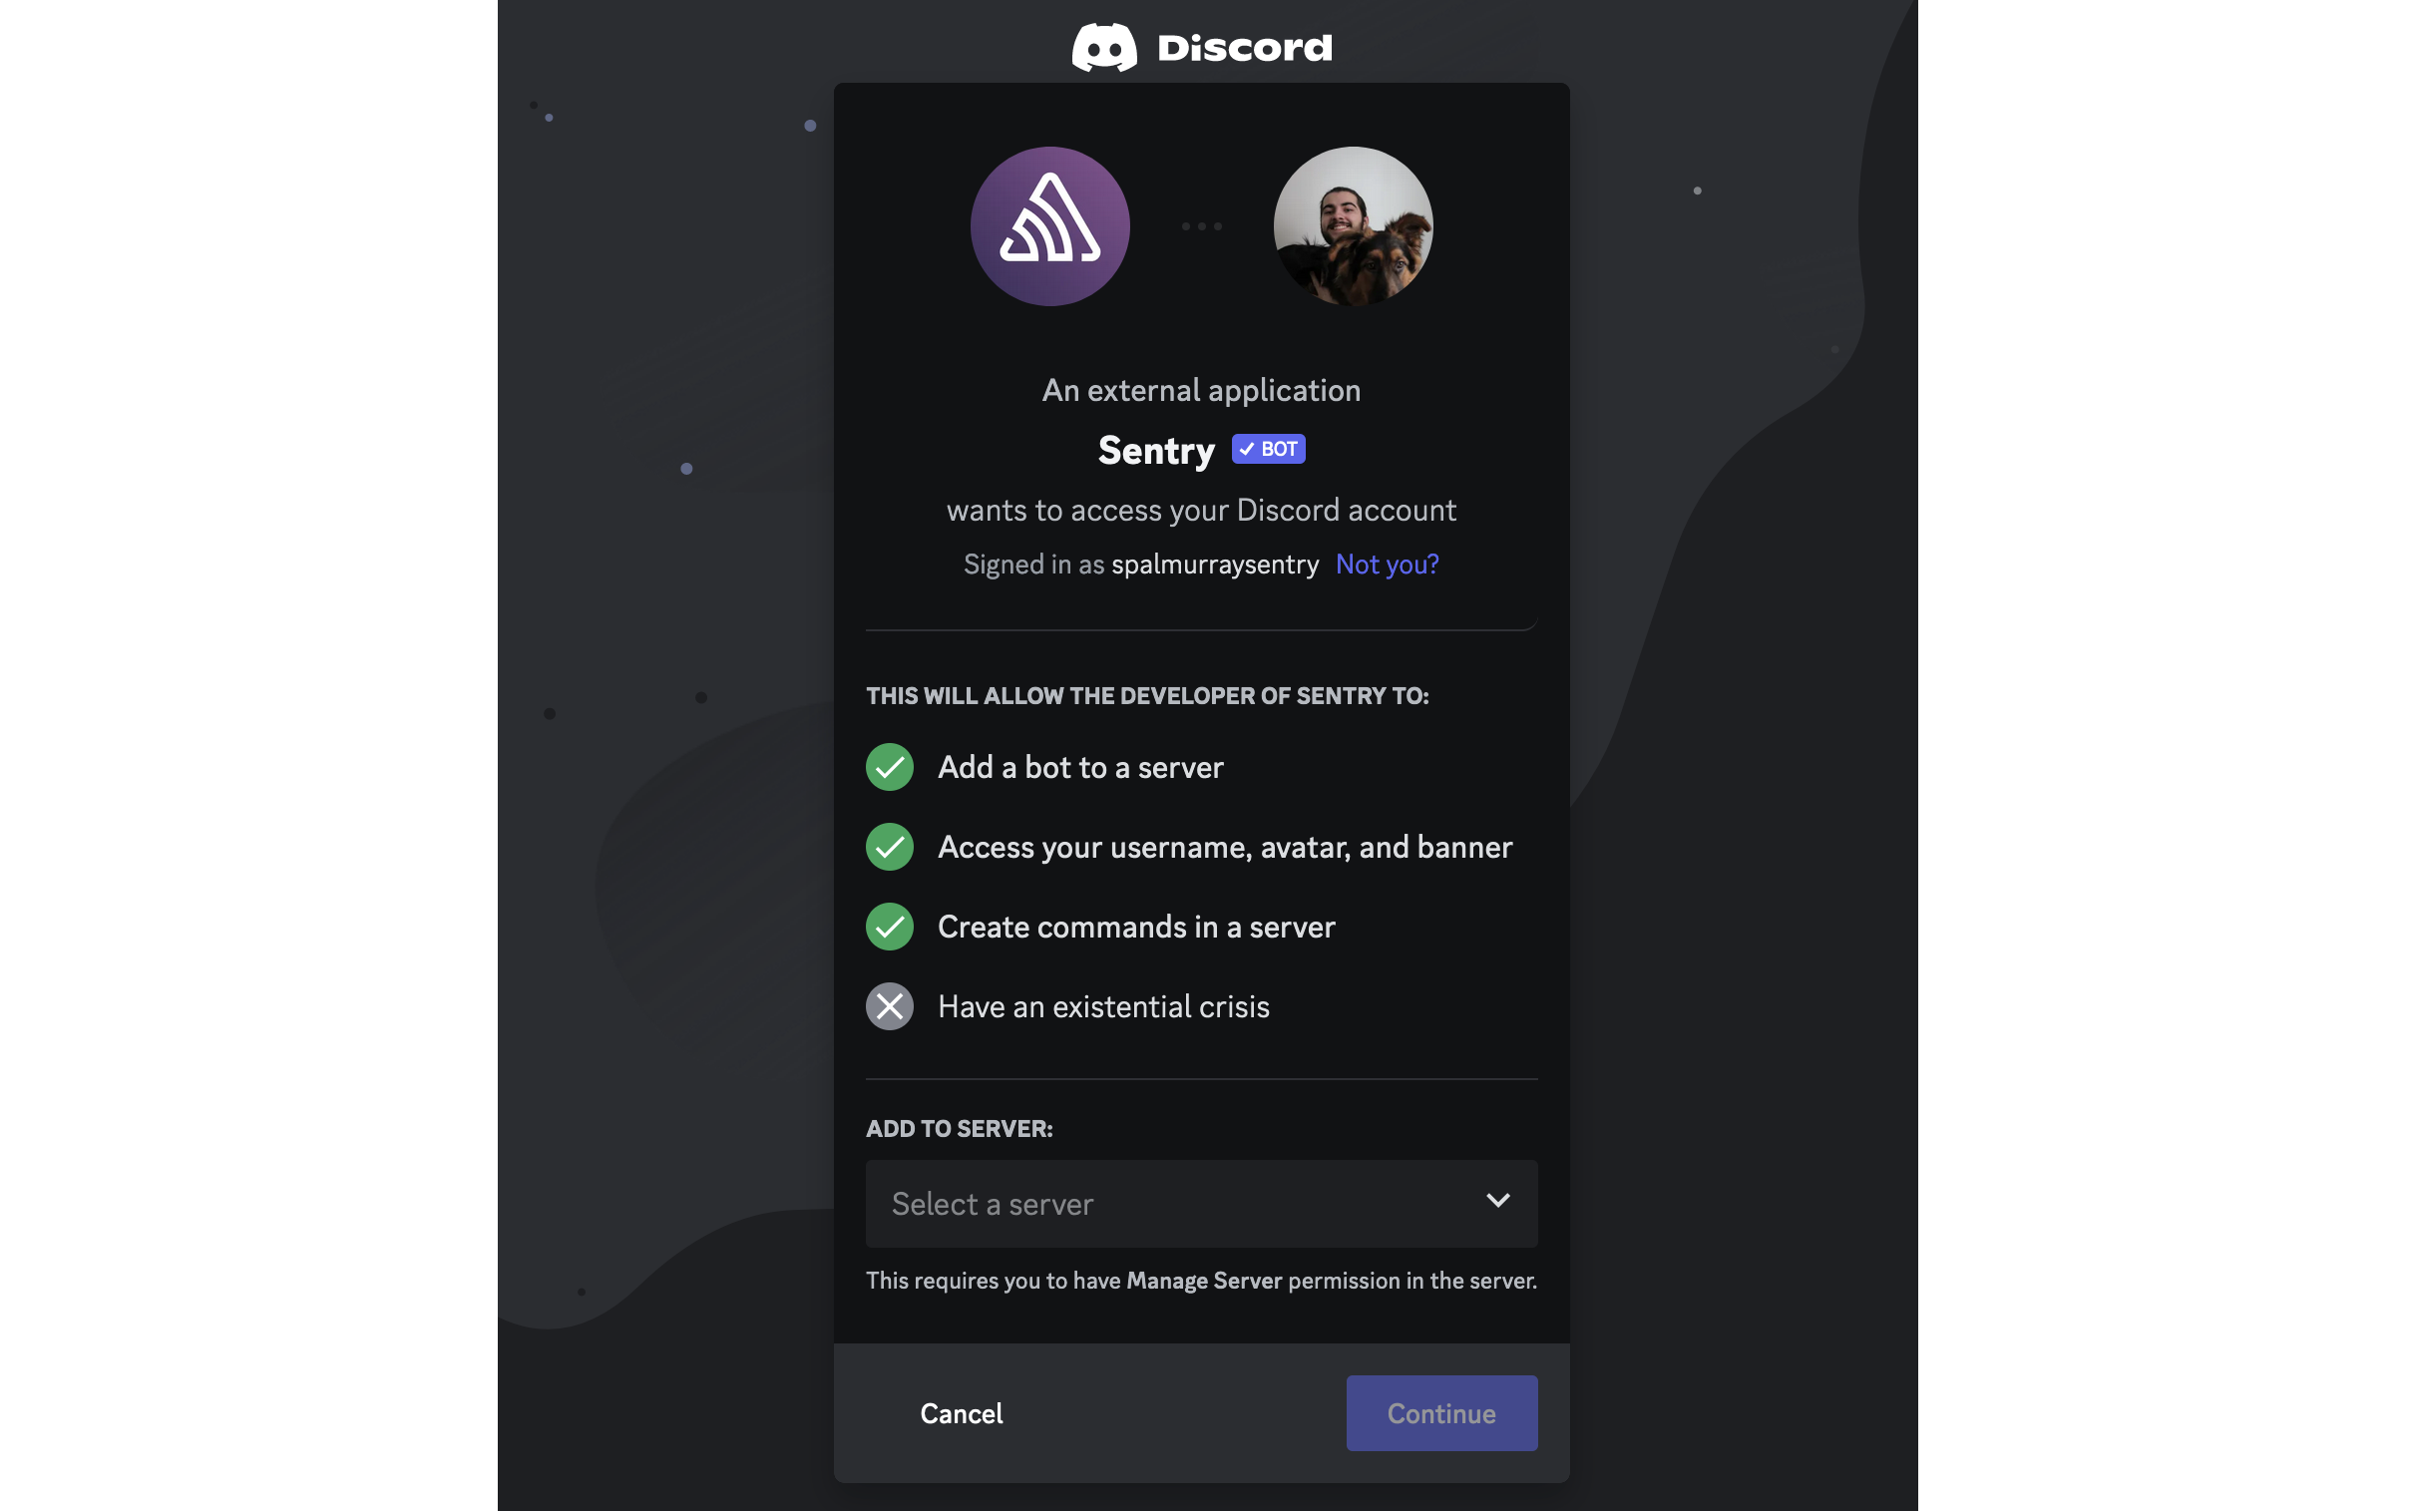 Discord
An external application
Sentry BOT
wants to access your Discord account
Signed in as spalmurraysentry Not you?
THIS WILL ALLOW THE DEVELOPER OF SENTRY TO:
Add a bot to a server
Access your username, avatar, and banner
Create commands in a server
Have an existential crisis
ADD TO SERVER:
Select a server
This requires you to have Manage Server permission in the server.
Cancel Continue